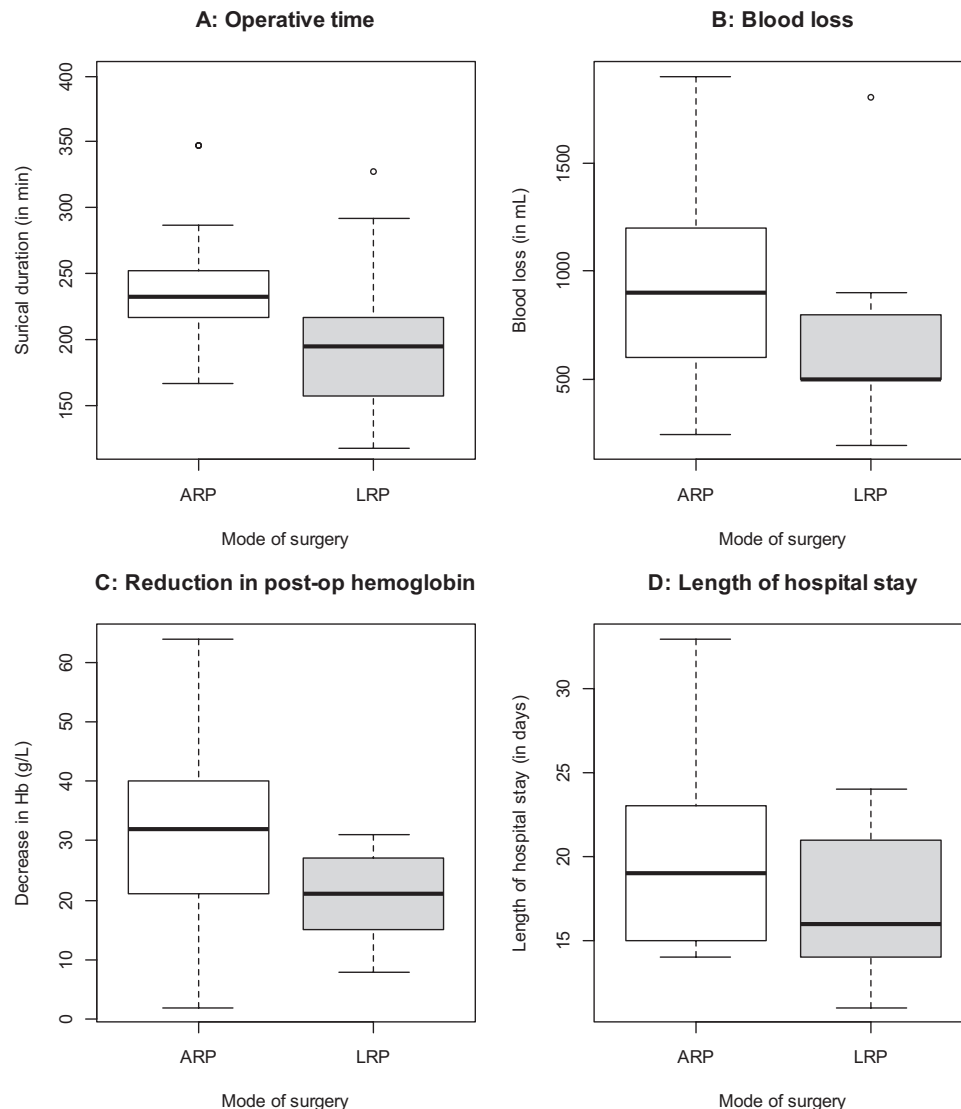 A: Operative time
Surical duration (in min)
400
350
300
250
200
150
ARP
LRP
Mode of surgery
B: Blood loss
Blood loss (in mL)
1500
1000
500
ARP
LRP
Mode of surgery
C: Reduction in post-op hemoglobin
Decrease in Hb (g/L)
60
50
40
30
20
10
0
ARP
LRP
Mode of surgery
D: Length of hospital stay
Length of hospital stay (in days)
30
25
20
15
ARP
LRP
Mode of surgery